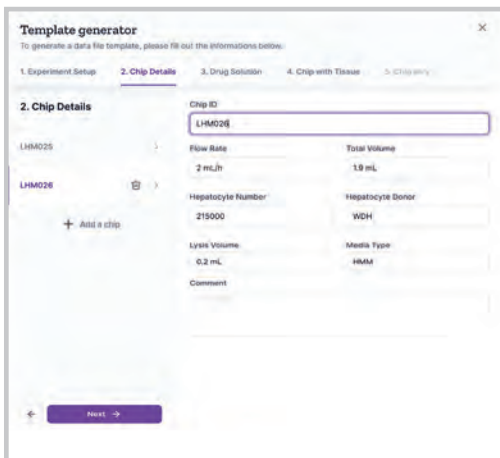 Template generator
To generate a data file template, please fill out the informations below.
1. Experiment Setup 2. Chip Details 3. Drug Solution 4. Chip with Tissue
2. Chip Details
Chip ID
LHM026
LHM025
Flow Rate Total Volume
2 mL/h 1.9 mL
LHM026
Hepatocyte Number Hepatocyte Donor
+ Add a chip
215000 WDH
Lysis Volume Media Type
0.2 mL HMM
Comment
Next